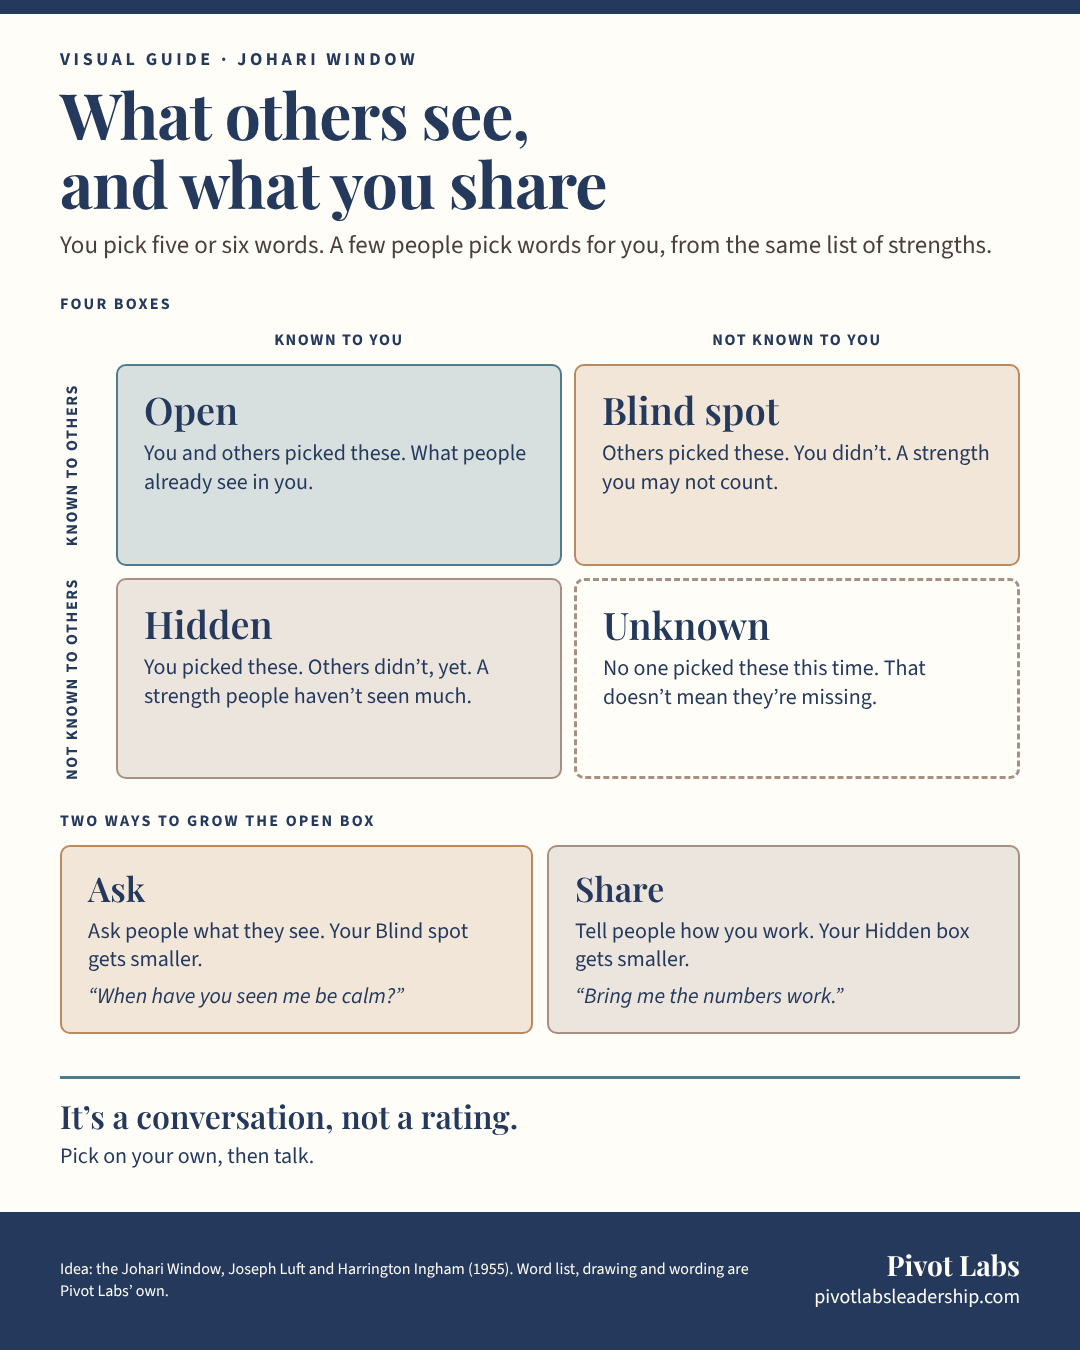 VISUAL GUIDE · JOHARI WINDOW
What others see,
and what you share
You pick five or six words. A few people pick words for you, from the same list of strengths.
FOUR BOXES
KNOWN TO YOU
NOT KNOWN TO YOU
KNOWN TO OTHERS
Open
You and others picked these. What people
already see in you.
Blind spot
Others picked these. You didn’t. A strength
you may not count.
NOT KNOWN TO OTHERS
Hidden
You picked these. Others didn’t, yet. A
strength people haven’t seen much.
Unknown
No one picked these this time. That
doesn’t mean they’re missing.
TWO WAYS TO GROW THE OPEN BOX
Ask
Ask people what they see. Your Blind spot
gets smaller.
“When have you seen me be calm?”
Share
Tell people how you work. Your Hidden box
gets smaller.
“Bring me the numbers work.”
It’s a conversation, not a rating.
Pick on your own, then talk.
Idea: the Johari Window, Joseph Luft and Harrington Ingham (1955). Word list, drawing and wording are
Pivot Labs’ own.
Pivot Labs
pivotlabsleadership.com